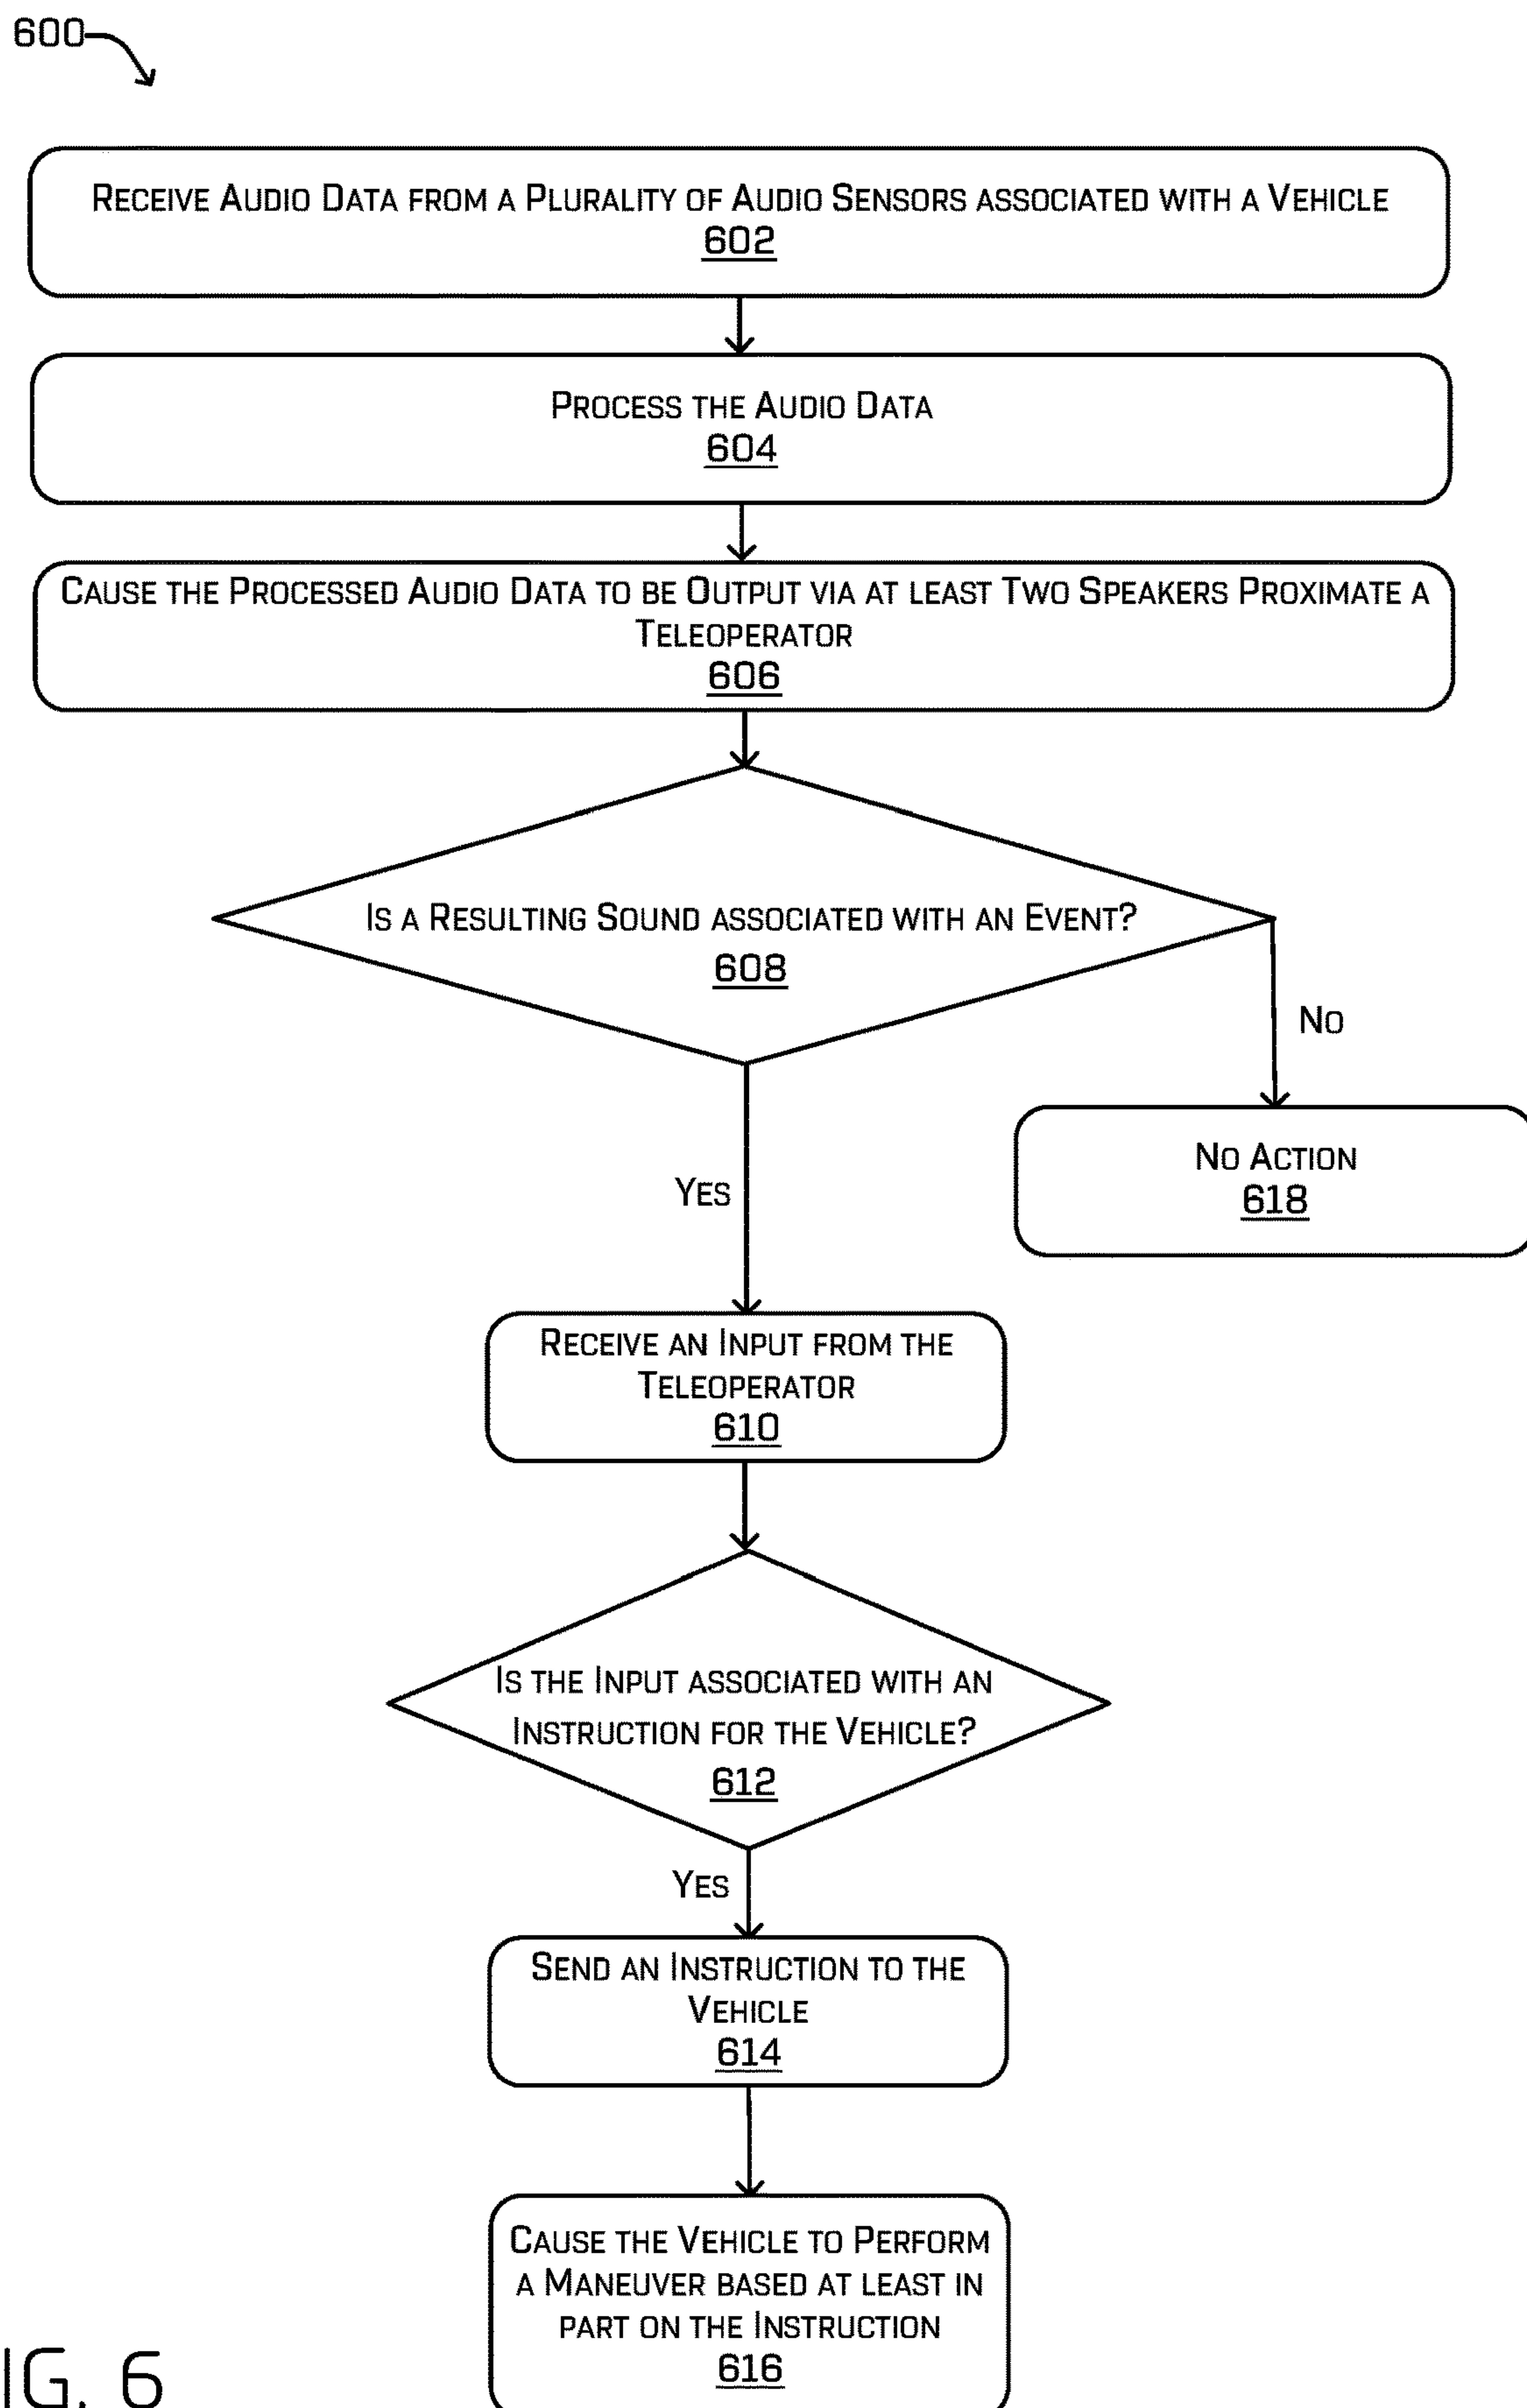 600
Receive Audio Data from a Plurality of Audio Sensors associated with a Vehicle
602
Process the Audio Data
604
Cause the Processed Audio Data to be Output via at least Two Speakers Proximate a
Teleoperator
606
Is a Resulting Sound associated with an Event?
608
No
No Action
618
Yes
Receive an Input from the
Teleoperator
610
Is the Input associated with an
Instruction for the Vehicle?
612
Yes
Send an Instruction to the
Vehicle
614
Cause the Vehicle to Perform
a Maneuver based at least in
part on the Instruction
616
IG. 6